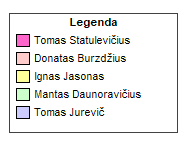 Legenda
Tomas Statulevičius
Donatas Burzdžius
Ignas Jasonas
Mantas Daunoravičius
Tomas Jurevič